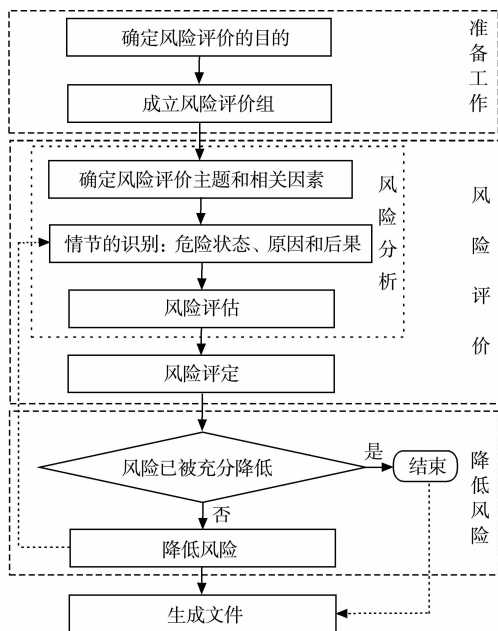 确定风险评价的目的
成立风险评价组
准备工作
确定风险评价主题和相关因素
情节的识别：危险状态、原因和后果
风险评估
风险分析
风险评定
风险评价
风险已被充分降低
是
结束
否
降低风险
降低风险
生成文件